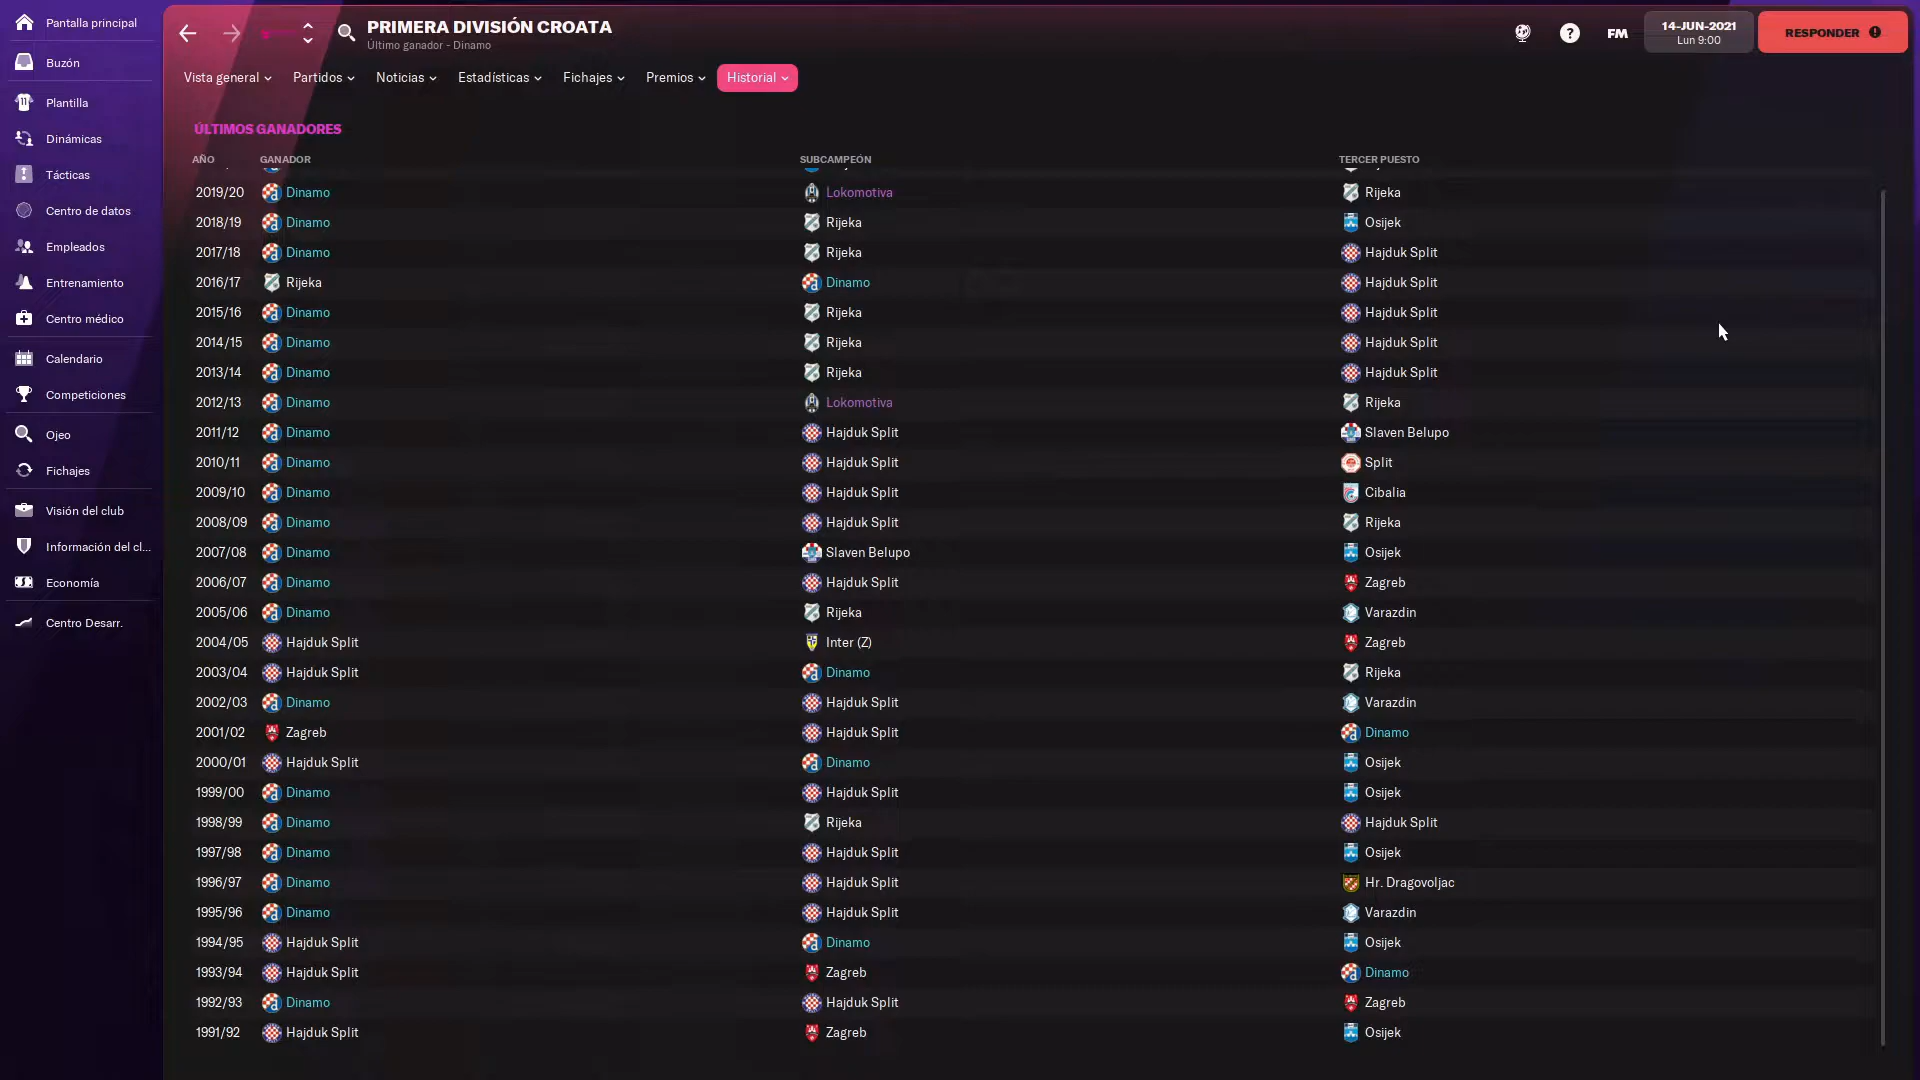 Pantalla principal
Buzón
Plantilla
Dinámicas
Tácticas
Centro de datos
Empleados
Entrenamiento
Centro médico
Calendario
Competiciones
Ojeo
Fichajes
Visión del club
Información del cl...
Economía
Centro Desarr.
PRIMERA DIVISIÓN CROATA
Último ganador - Dinamo
FM
14-JUN-2021
Lun 9:00
RESPONDER
Vista general Partidos Noticias Estadísticas Fichajes Premios Historial
ÚLTIMOS GANADORES
AÑO GANADOR SUBCAMPEÓN TERCER PUESTO
2019/20 Dinamo Lokomotiva Rijeka
2018/19 Dinamo Rijeka Osijek
2017/18 Dinamo Rijeka Hajduk Split
2016/17 Rijeka Dinamo Hajduk Split
2015/16 Dinamo Rijeka Hajduk Split
2014/15 Dinamo Rijeka Hajduk Split
2013/14 Dinamo Rijeka Hajduk Split
2012/13 Dinamo Lokomotiva Rijeka
2011/12 Dinamo Hajduk Split Slaven Belupo
2010/11 Dinamo Hajduk Split Split
2009/10 Dinamo Hajduk Split Cibalia
2008/09 Dinamo Hajduk Split Rijeka
2007/08 Dinamo Slaven Belupo Osijek
2006/07 Dinamo Hajduk Split Zagreb
2005/06 Dinamo Rijeka Varazdin
2004/05 Hajduk Split Inter (Z) Zagreb
2003/04 Hajduk Split Dinamo Rijeka
2002/03 Dinamo Hajduk Split Varazdin
2001/02 Zagreb Hajduk Split Dinamo
2000/01 Hajduk Split Dinamo Osijek
1999/00 Dinamo Hajduk Split Osijek
1998/99 Dinamo Rijeka Hajduk Split
1997/98 Dinamo Hajduk Split Osijek
1996/97 Dinamo Hajduk Split Hr. Dragovoljac
1995/96 Dinamo Hajduk Split Varazdin
1994/95 Hajduk Split Dinamo Osijek
1993/94 Hajduk Split Zagreb Dinamo
1992/93 Dinamo Hajduk Split Zagreb
1991/92 Hajduk Split Zagreb Osijek